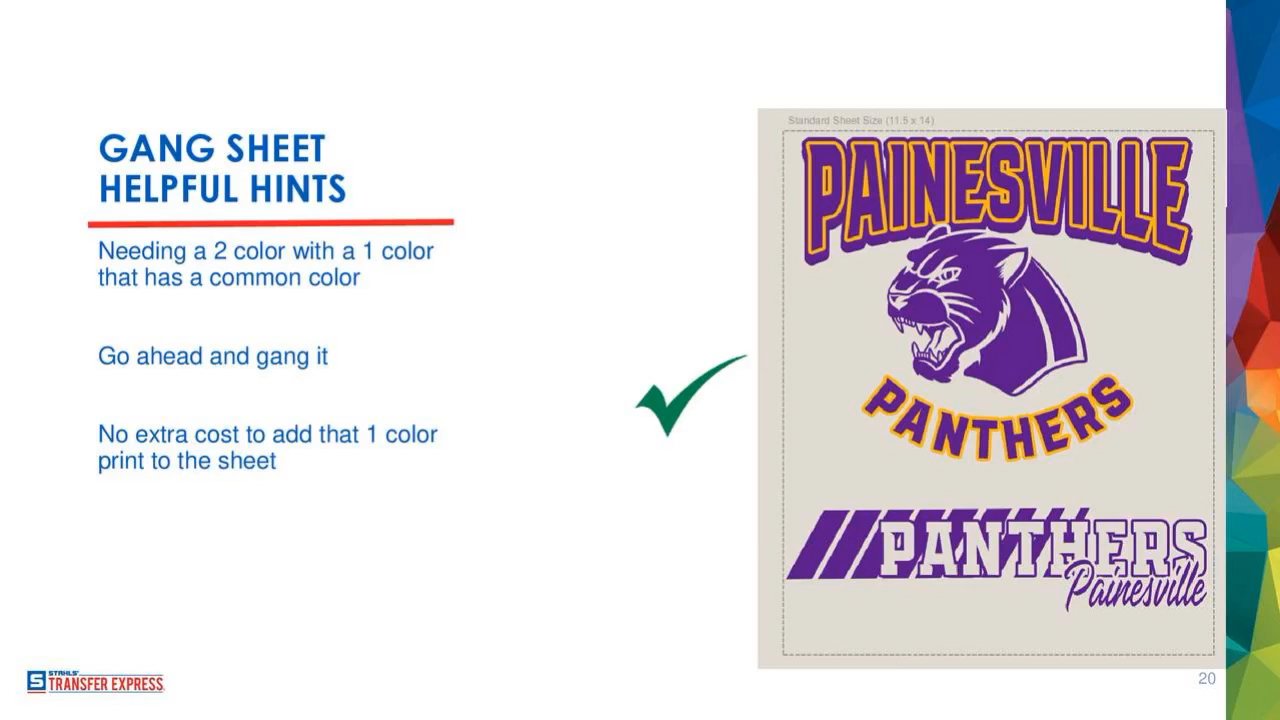 GANG SHEET
HELPFUL HINTS
Needing a 2 color with a 1 color
that has a common color
Go ahead and gang it
No extra cost to add that 1 color
print to the sheet
Standard Sheet Size (11.5 x 14)
PAINESVILLE
PANTHERS
PANTHERS
Painesville
S STAHLS'
TRANSFER EXPRESS.
20